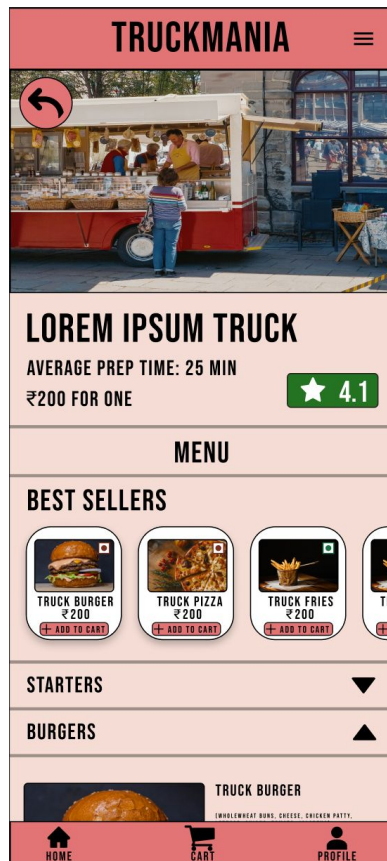 TRUCKMANIA
LOREM IPSUM TRUCK
AVERAGE PREP TIME: 25 MIN
₹200 FOR ONE
4.1
MENU
BEST SELLERS
TRUCK BURGER
₹200
+ ADD TO CART
TRUCK PIZZA
₹200
+ ADD TO CART
TRUCK FRIES
₹200
+ ADD TO CART
STARTERS
BURGERS
TRUCK BURGER
(WHOLEWHEAT BUNS, CHEESE, CHICKEN PATTY,
HOME
CART
PROFILE